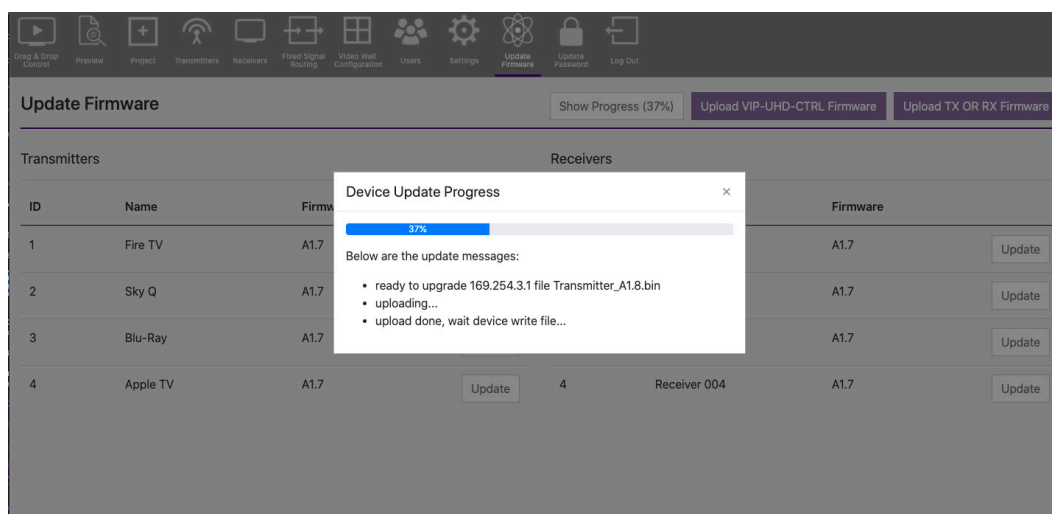 Drag & Drop Control
Preview
Project
Transmitters
Receivers
Fixed Signal Routing
Video Wall Configuration
Users
Settings
Update Firmware
Update Password
Log Out
Update Firmware
Show Progress (37%)
Upload VIP-UHD-CTRL Firmware
Upload TX OR RX Firmware
Transmitters
Receivers
ID Name Firmw
Firmware
1 Fire TV A1.7
A1.7 Update
2 Sky Q A1.7
A1.7 Update
3 Blu-Ray A1.7
A1.7 Update
4 Apple TV A1.7 Update
4 Receiver 004 A1.7 Update
Device Update Progress ×
37%
Below are the update messages:
• ready to upgrade 169.254.3.1 file Transmitter_A1.8.bin
• uploading...
• upload done, wait device write file...